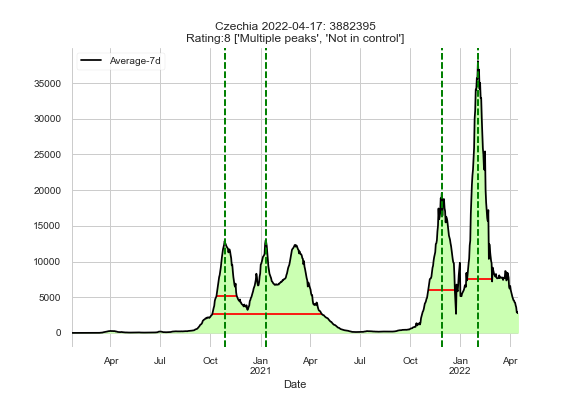 Czechia 2022-04-17: 3882395
Rating:8 ['Multiple peaks', 'Not in control']
Average-7d
35000
30000
25000
20000
15000
10000
5000
0
Apr Jul Oct Jan Apr Jul Oct Jan Apr
2021 2022
Date